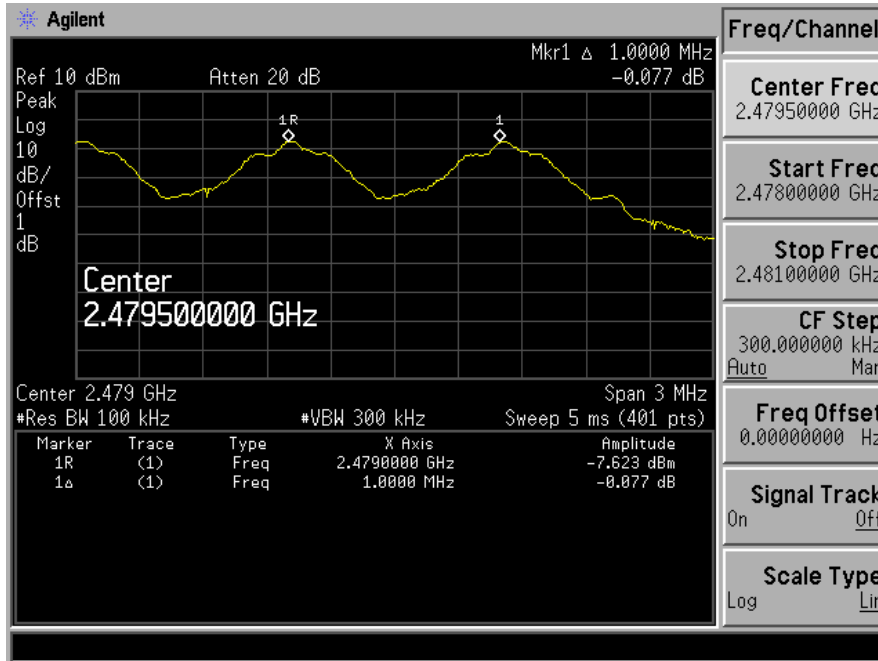 Agilent
Mkr1 Δ 1.0000 MHz
Ref 10 dBm Atten 20 dB -0.077 dB
Peak
Log
10
dB/
Offst
1
dB
1R 1
Center
2.479500000 GHz
Center 2.479 GHz Span 3 MHz
#Res BW 100 kHz #VBW 300 kHz Sweep 5 ms (401 pts)
Marker Trace Type X Axis Amplitude
1R (1) Freq 2.4790000 GHz -7.623 dBm
1Δ (1) Freq 1.0000 MHz -0.077 dB
Freq/Channel
Center Freq
2.47950000 GHz
Start Freq
2.47800000 GHz
Stop Freq
2.48100000 GHz
CF Step
300.000000 kHz
Auto Man
Freq Offset
0.00000000 Hz
Signal Track
On Off
Scale Type
Log Lin